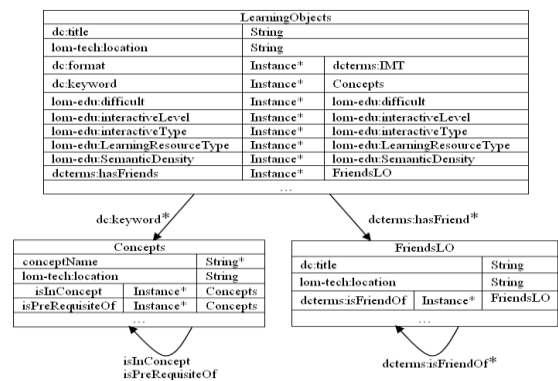 LearningObjects
dc:title String
lom-tech:location String
dc:format Instance* dcterms:IMT
dc:keyword Instance* Concepts
lom-edu:difficult Instance* lom-edu:difficult
lom-edu:interactiveLevel Instance* lom-edu:interactiveLevel
lom-edu:interactiveType Instance* lom-edu:interactiveType
lom-edu:LearningResourceType Instance* lom-edu:LearningResourceType
lom-edu:SemanticDensity Instance* lom-edu:SemanticDensity
dcterms:hasFriends Instance* FriendsLO
...
dc:keyword* dcterms:hasFriend*
Concepts
conceptName String*
lom-tech:location String
isInConcept Instance* Concepts
isPreRequisiteOf Instance* Concepts
...
isInConcept
isPreRequisiteOf
FriendsLO
dc:title String
lom-tech:location String
dcterms:isFriendOf Instance* FriendsLO
...
dcterms:isFriendOf*